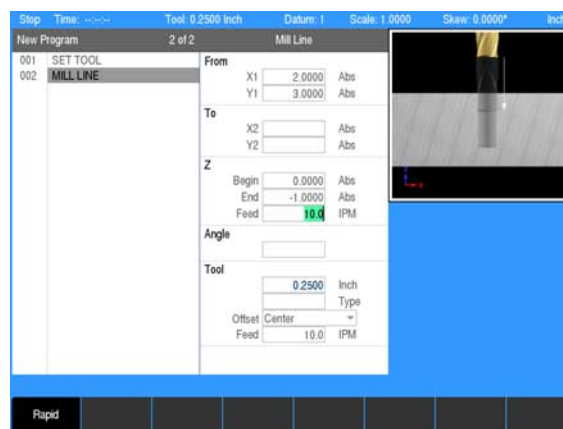 Stop Time: --:--:-- Tool: 0.2500 Inch Datum: 1 Scale: 1.0000 Skew: 0.0000° Inch
New Program 2 of 2 Mill Line
001 SET TOOL
002 MILL LINE
From
X1 2.0000 Abs
Y1 3.0000 Abs
To
X2 Abs
Y2 Abs
Z
Begin 0.0000 Abs
End -1.0000 Abs
Feed 10.0 IPM
Angle
Tool
0.2500 Inch
Type
Offset Center
Feed 10.0 IPM
Rapid